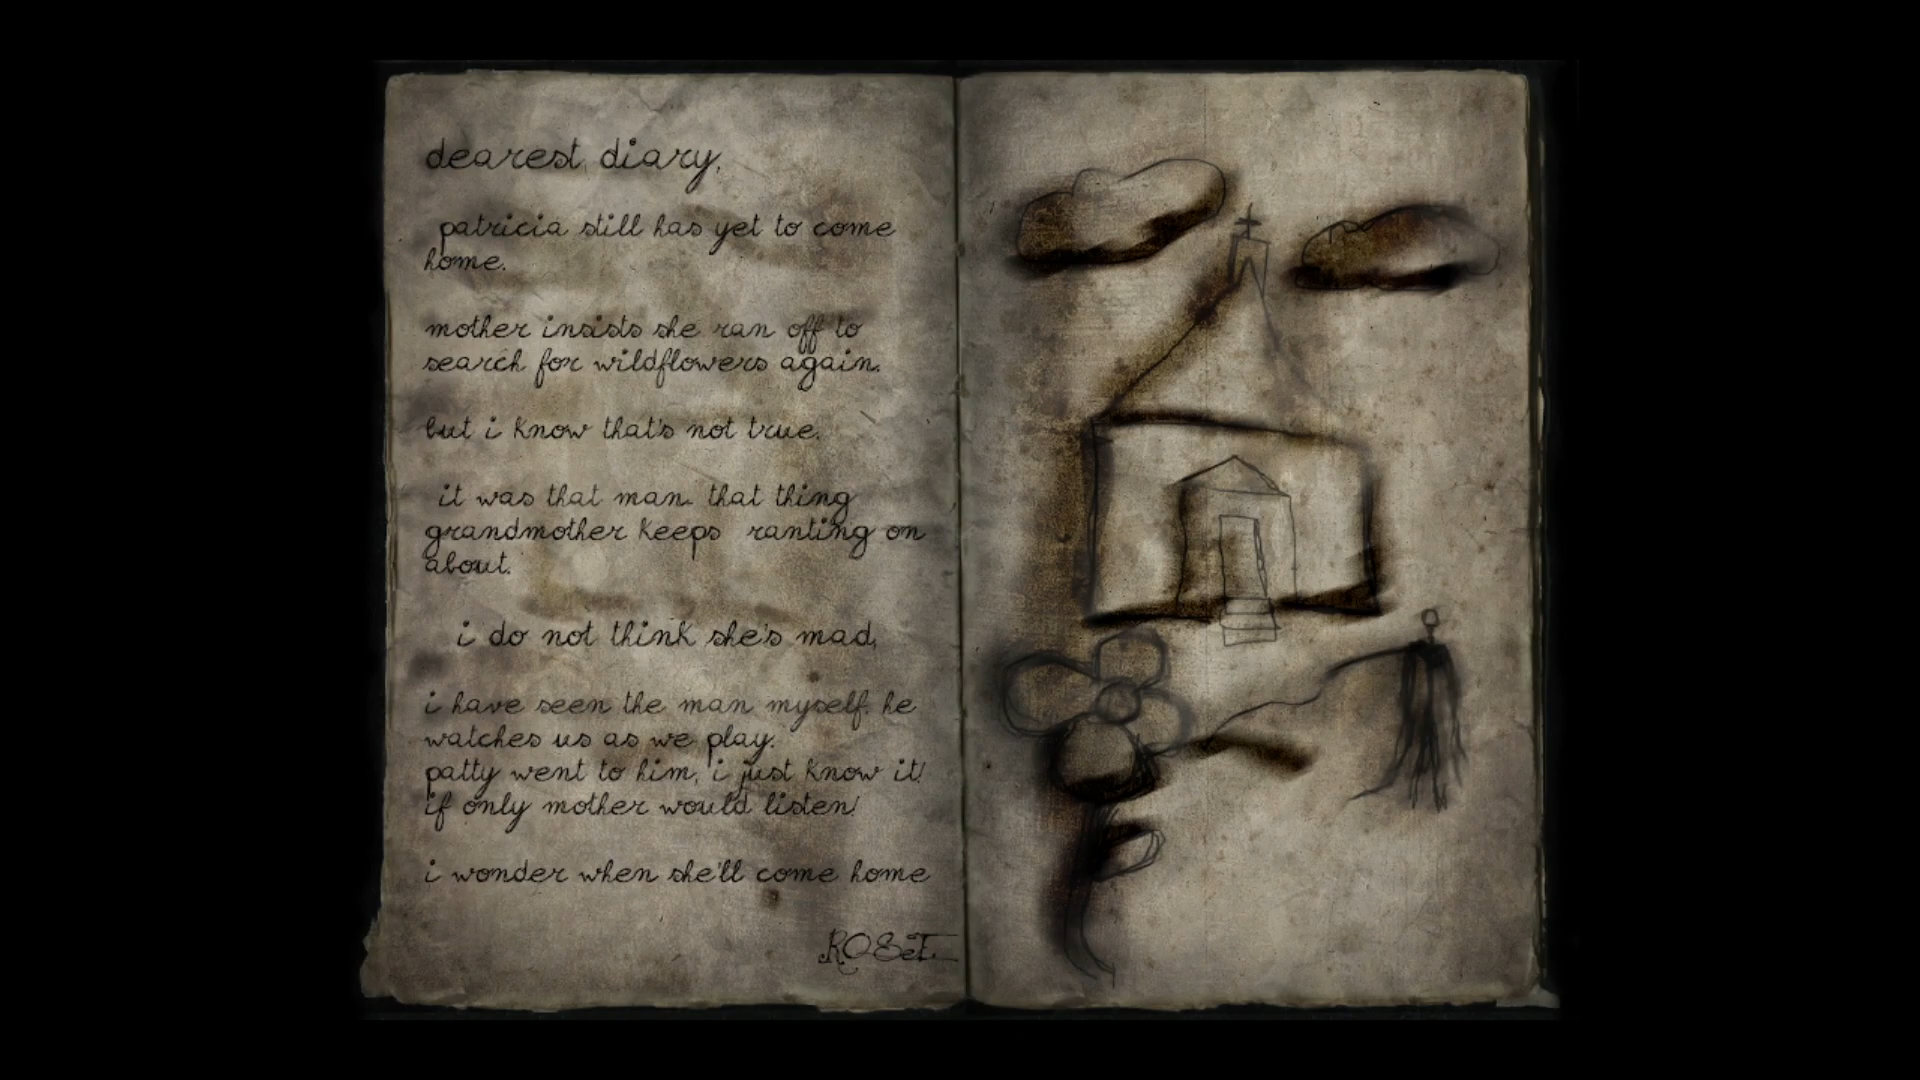 dearest diary,
patricia still has yet to come
home.
mother insists she ran off to
search for wildflowers again.
but i know that's not true.
it was that man. that thing
grandmother keeps ranting on
about.
i do not think she's mad,
i have seen the man myself. he
watches us as we play.
patty went to him, i just know it!
if only mother would listen!
i wonder when she'll come home